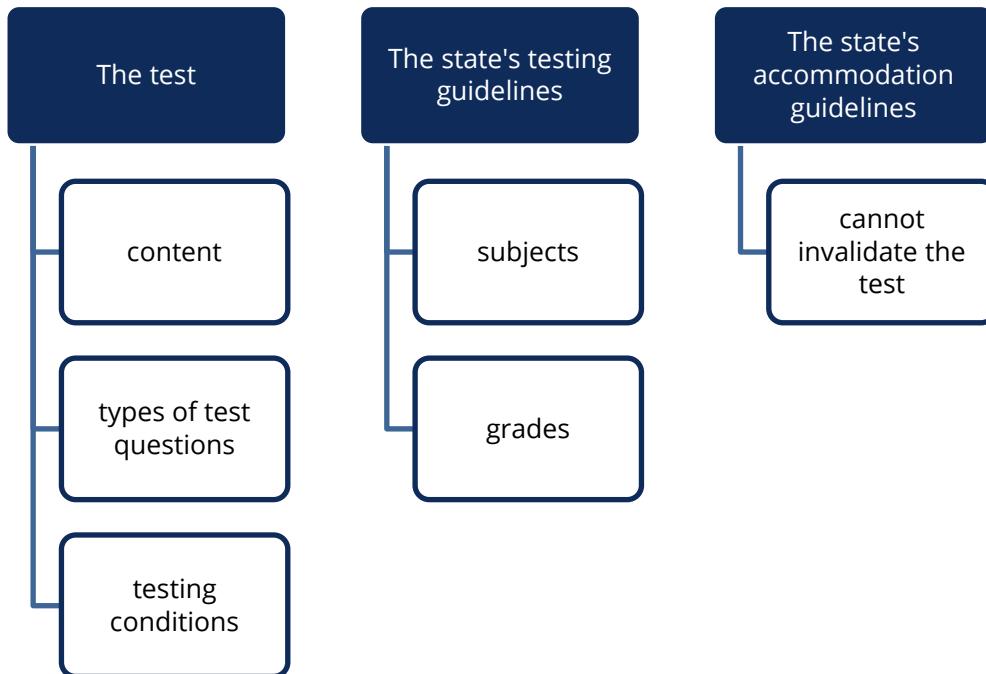 The test
content
types of test
questions
testing
conditions
The state's testing
guidelines
subjects
grades
The state's
accommodation
guidelines
cannot
invalidate the
test